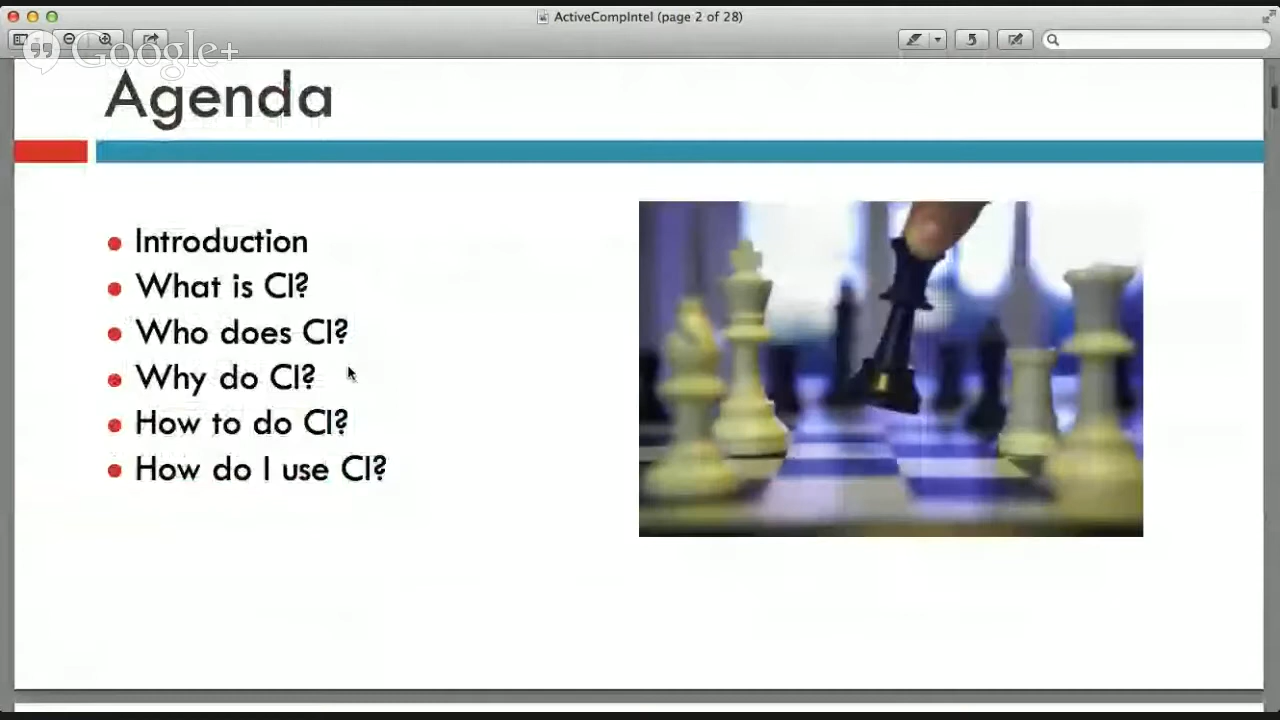 ActiveCompIntel (page 2 of 28)
Google+
Agenda
Introduction
What is CI?
Who does CI?
Why do CI?
How to do CI?
How do I use CI?